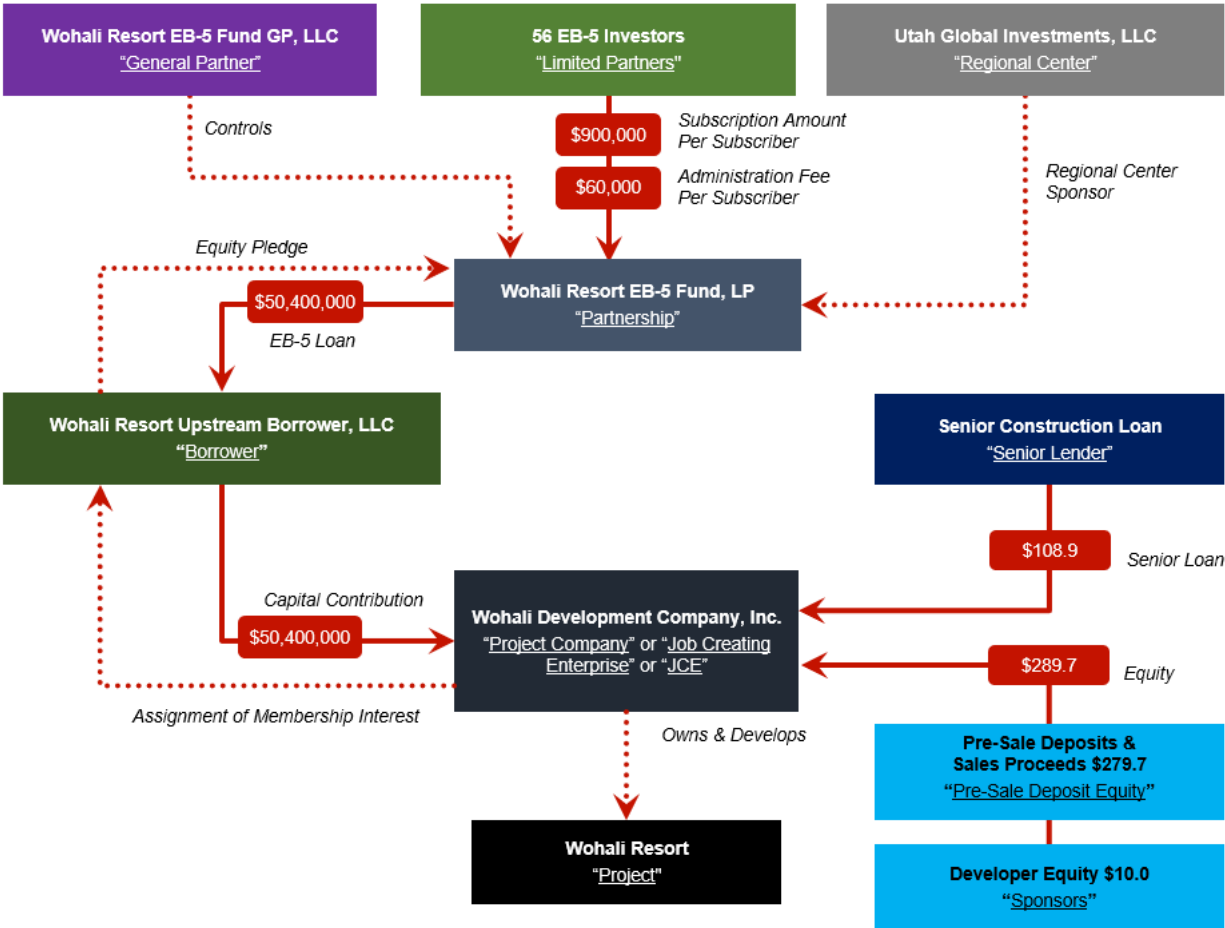 Wohali Resort EB-5 Fund GP, LLC
“General Partner”
56 EB-5 Investors
“Limited Partners"
Utah Global Investments, LLC
“Regional Center”
Controls
$900,000
Subscription Amount
Per Subscriber
$60,000
Administration Fee
Per Subscriber
Regional Center
Sponsor
Equity Pledge
$50,400,000
EB-5 Loan
Wohali Resort EB-5 Fund, LP
“Partnership”
Wohali Resort Upstream Borrower, LLC
“Borrower”
Senior Construction Loan
“Senior Lender”
$108.9
Senior Loan
Capital Contribution
$50,400,000
Wohali Development Company, Inc.
“Project Company” or “Job Creating
Enterprise” or “JCE”
$289.7
Equity
Assignment of Membership Interest
Owns & Develops
Pre-Sale Deposits &
Sales Proceeds $279.7
“Pre-Sale Deposit Equity”
Wohali Resort
“Project"
Developer Equity $10.0
“Sponsors”